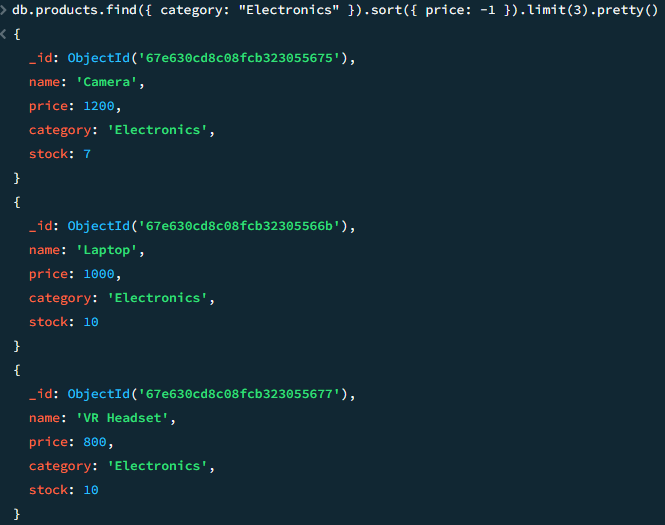 > db.products.find({ category: "Electronics" }).sort({ price: -1 }).limit(3).pretty()
< {
_id: ObjectId('67e630cd8c08fcb323055675'),
name: 'Camera',
price: 1200,
category: 'Electronics',
stock: 7
}
{
_id: ObjectId('67e630cd8c08fcb32305566b'),
name: 'Laptop',
price: 1000,
category: 'Electronics',
stock: 10
}
{
_id: ObjectId('67e630cd8c08fcb323055677'),
name: 'VR Headset',
price: 800,
category: 'Electronics',
stock: 10
}